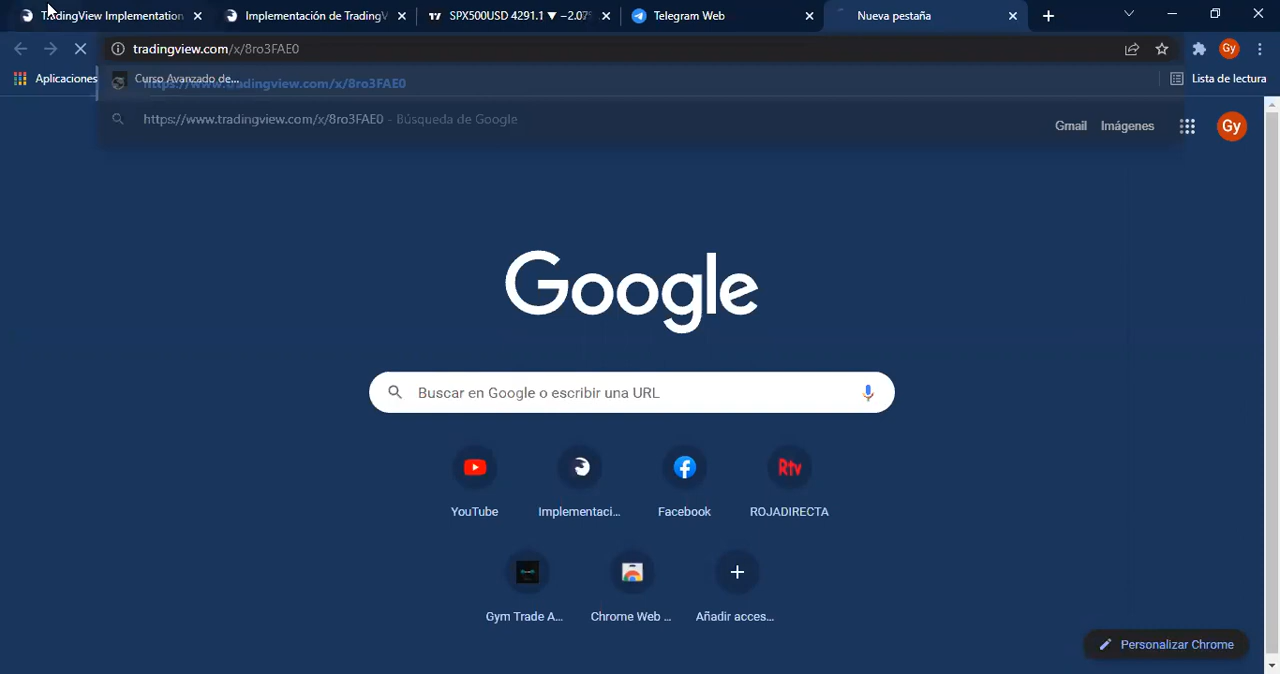 TradingView Implementation
Implementación de TradingV
SPX500USD 4291.1 ▼ −2.07%
Telegram Web
Nueva pestaña
tradingview.com/x/8ro3FAE0
Aplicaciones
Curso Avanzado de...
Lista de lectura
https://www.tradingview.com/x/8ro3FAE0
https://www.tradingview.com/x/8ro3FAE0 - Búsqueda de Google
Gmail
Imágenes
Gy
Gy
Google
Buscar en Google o escribir una URL
YouTube
Implementaci...
Facebook
Rtv
ROJADIRECTA
Gym Trade A...
Chrome Web ...
Añadir acces...
Personalizar Chrome